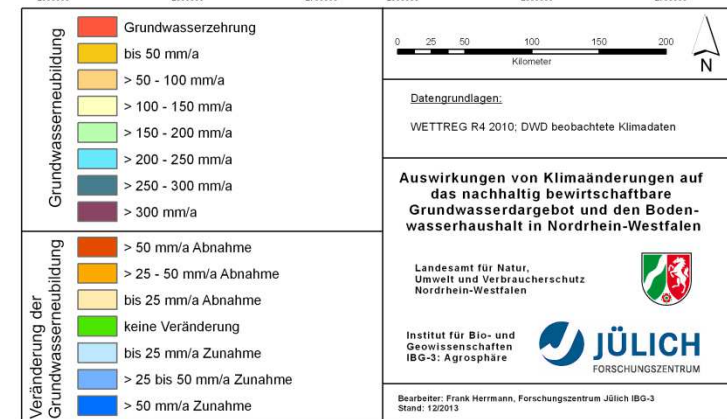 Grundwasserneubildung
Grundwasserzehrung
bis 50 mm/a
> 50 - 100 mm/a
> 100 - 150 mm/a
> 150 - 200 mm/a
> 200 - 250 mm/a
> 250 - 300 mm/a
> 300 mm/a
Veränderung der
Grundwasserneubildung
> 50 mm/a Abnahme
> 25 - 50 mm/a Abnahme
bis 25 mm/a Abnahme
keine Veränderung
bis 25 mm/a Zunahme
> 25 bis 50 mm/a Zunahme
> 50 mm/a Zunahme
0 25 50 100 150 200
Kilometer
N
Datengrundlagen:
WETTREG R4 2010; DWD beobachtete Klimadaten
Auswirkungen von Klimaänderungen auf
das nachhaltig bewirtschaftbare
Grundwasserdargebot und den Boden-
wasserhaushalt in Nordrhein-Westfalen
Landesamt für Natur,
Umwelt und Verbraucherschutz
Nordrhein-Westfalen
Institut für Bio- und
Geowissenschaften
IBG-3: Agrosphäre
JÜLICH
FORSCHUNGSZENTRUM
Bearbeiter: Frank Herrmann, Forschungszentrum Jülich IBG-3
Stand: 12/2013